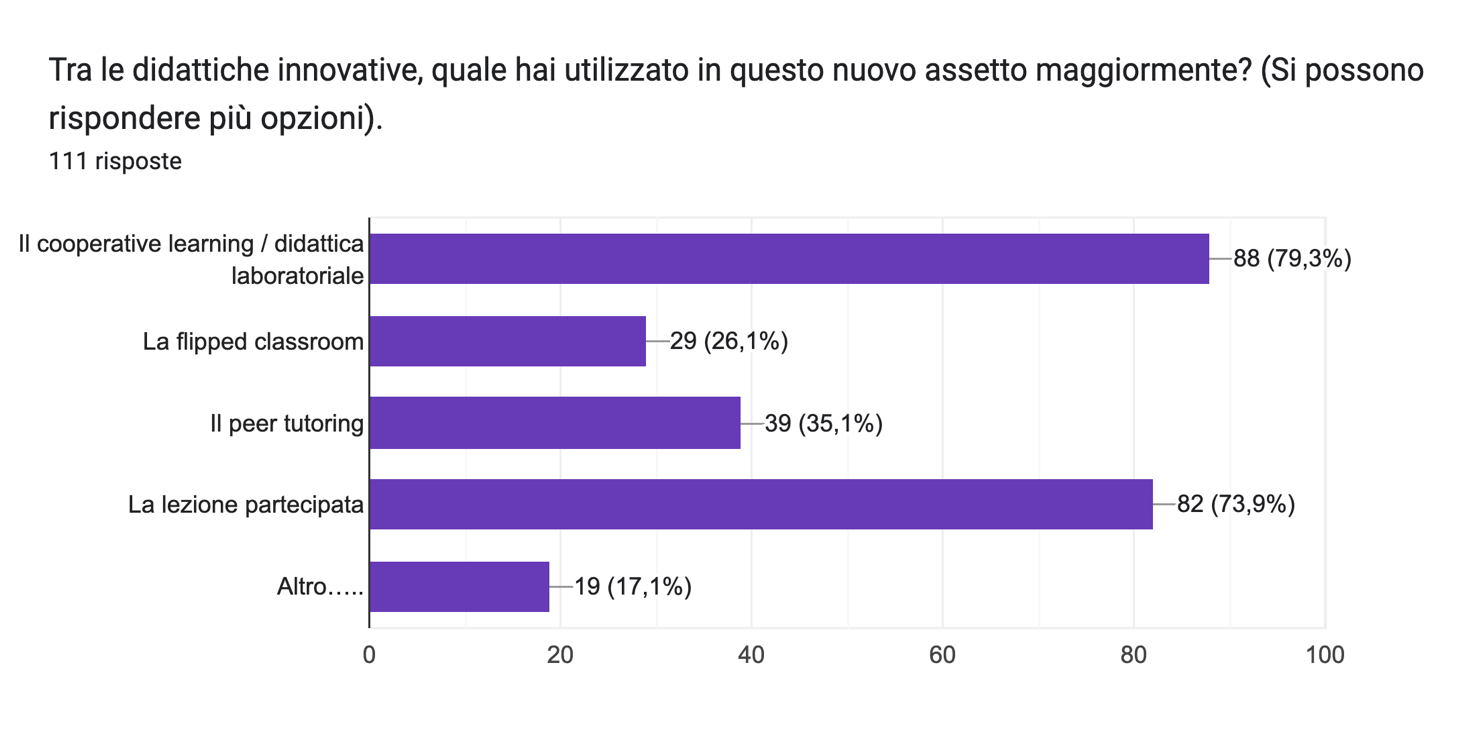 Tra le didattiche innovative, quale hai utilizzato in questo nuovo assetto maggiormente? (Si possono
rispondere più opzioni).
111 risposte
Il cooperative learning / didattica
laboratoriale
88 (79,3%)
La flipped classroom
29 (26,1%)
Il peer tutoring
39 (35,1%)
La lezione partecipata
82 (73,9%)
Altro…..
19 (17,1%)
0 20 40 60 80 100